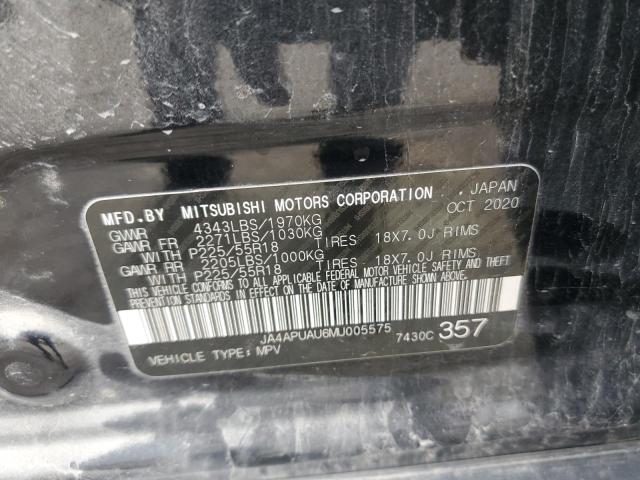 MFD.BY MITSUBISHI MOTORS CORPORATION ..JAPAN
GVWR 4343LBS/1970KG OCT 2020
GAWR FR 2271LBS/1030KG
WITH P225/55R18 TIRES 18X7.0J RIMS
GAWR RR 2205LBS/1000KG
WITH P225/55R18 TIRES 18X7.0J RIMS
THIS VEHICLE CONFORMS TO ALL APPLICABLE FEDERAL MOTOR VEHICLE SAFETY, BUMPER, AND THEFT
PREVENTION STANDARDS IN EFFECT ON THE DATE OF MANUFACTURE SHOWN ABOVE.
JA4APUAU6MU005575 7430C 357
VEHICLE TYPE: MPV